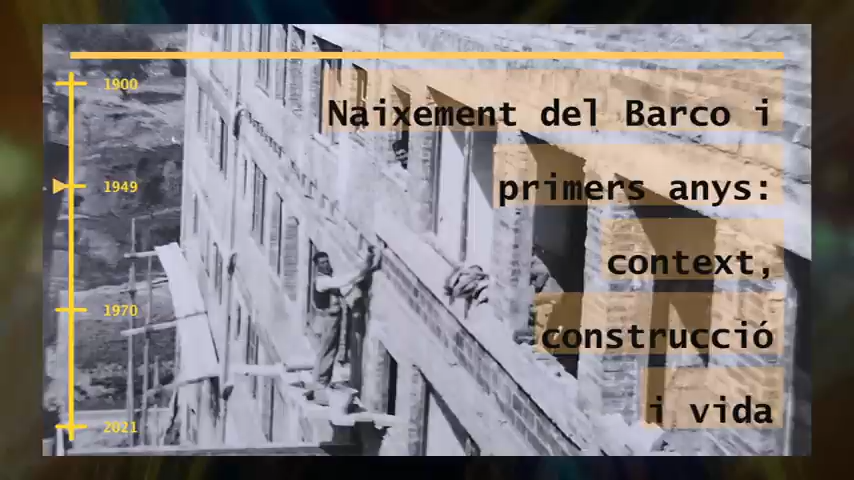 Naixement del Barco i
primers anys:
context,
construcció
i vida
1900
1949
1970
2021